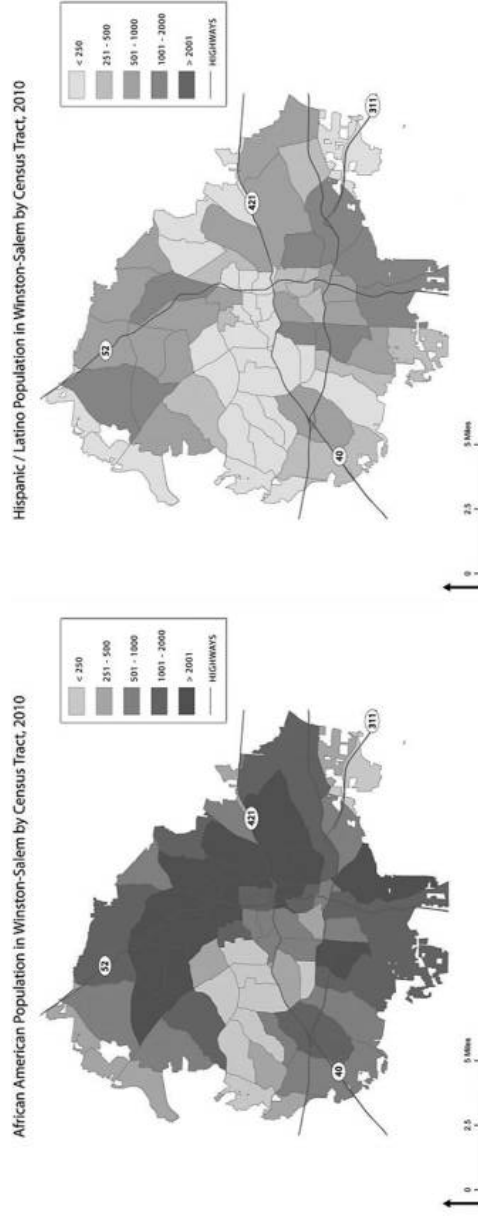 African American Population in Winston-Salem by Census Tract, 2010
< 250
251 - 500
501 - 1000
1001 - 2000
> 2001
HIGHWAYS
52
421
40
311
0
2.5
5 Miles
Hispanic / Latino Population in Winston-Salem by Census Tract, 2010
< 250
251 - 500
501 - 1000
1001 - 2000
> 2001
HIGHWAYS
52
421
40
311
0
2.5
5 Miles